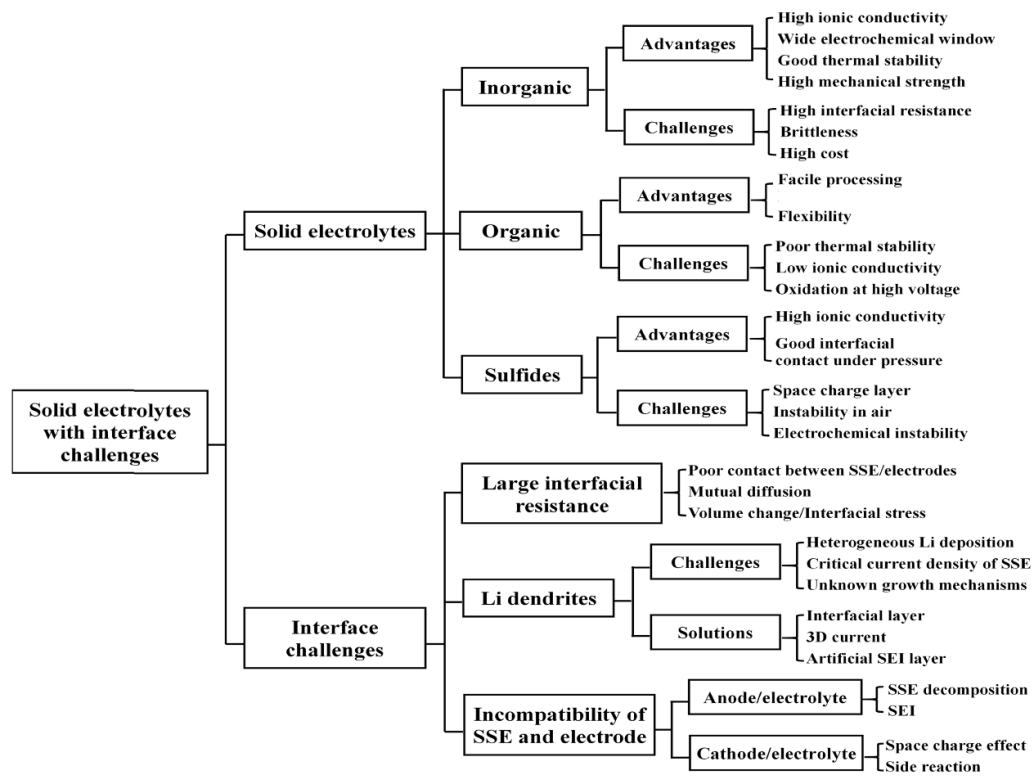 Solid electrolytes
with interface
challenges
Solid electrolytes
Inorganic
Advantages
High ionic conductivity
Wide electrochemical window
Good thermal stability
High mechanical strength
Challenges
High interfacial resistance
Brittleness
High cost
Organic
Advantages
Facile processing
Flexibility
Challenges
Poor thermal stability
Low ionic conductivity
Oxidation at high voltage
Sulfides
Advantages
High ionic conductivity
Good interfacial
contact under pressure
Challenges
Space charge layer
Instability in air
Electrochemical instability
Interface
challenges
Large interfacial
resistance
Poor contact between SSE/electrodes
Mutual diffusion
Volume change/Interfacial stress
Li dendrites
Challenges
Heterogeneous Li deposition
Critical current density of SSE
Unknown growth mechanisms
Solutions
Interfacial layer
3D current
Artificial SEI layer
Incompatibility of
SSE and electrode
Anode/electrolyte
SSE decomposition
SEI
Cathode/electrolyte
Space charge effect
Side reaction